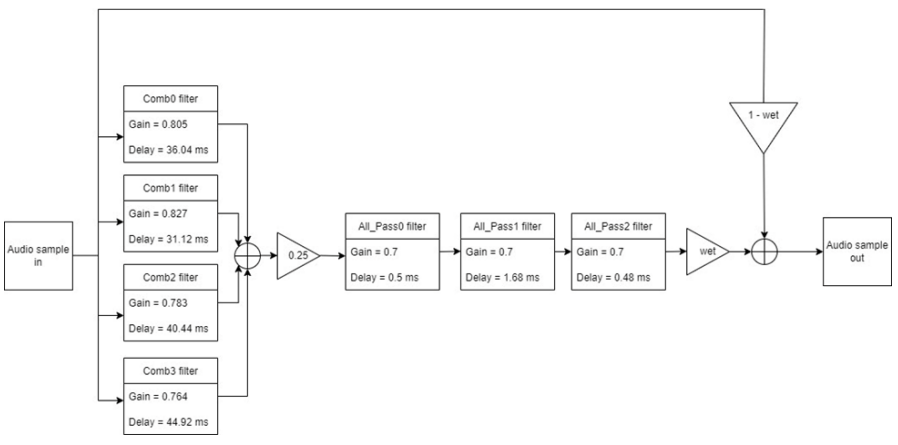 Comb0 filter
Gain = 0.805
Delay = 36.04 ms
Comb1 filter
Gain = 0.827
Delay = 31.12 ms
Comb2 filter
Gain = 0.783
Delay = 40.44 ms
Comb3 filter
Gain = 0.764
Delay = 44.92 ms
Audio sample
in
0.25
All_Pass0 filter
Gain = 0.7
Delay = 0.5 ms
All_Pass1 filter
Gain = 0.7
Delay = 1.68 ms
All_Pass2 filter
Gain = 0.7
Delay = 0.48 ms
wet
1 - wet
Audio sample
out